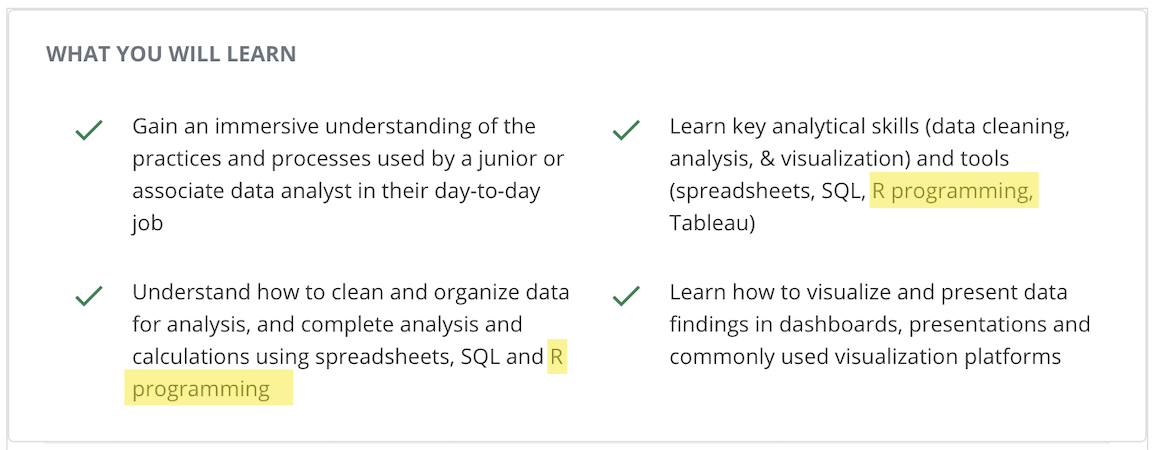 WHAT YOU WILL LEARN
Gain an immersive understanding of the
practices and processes used by a junior or
associate data analyst in their day-to-day
job
Learn key analytical skills (data cleaning,
analysis, & visualization) and tools
(spreadsheets, SQL, R programming,
Tableau)
Understand how to clean and organize data
for analysis, and complete analysis and
calculations using spreadsheets, SQL and R
programming
Learn how to visualize and present data
findings in dashboards, presentations and
commonly used visualization platforms